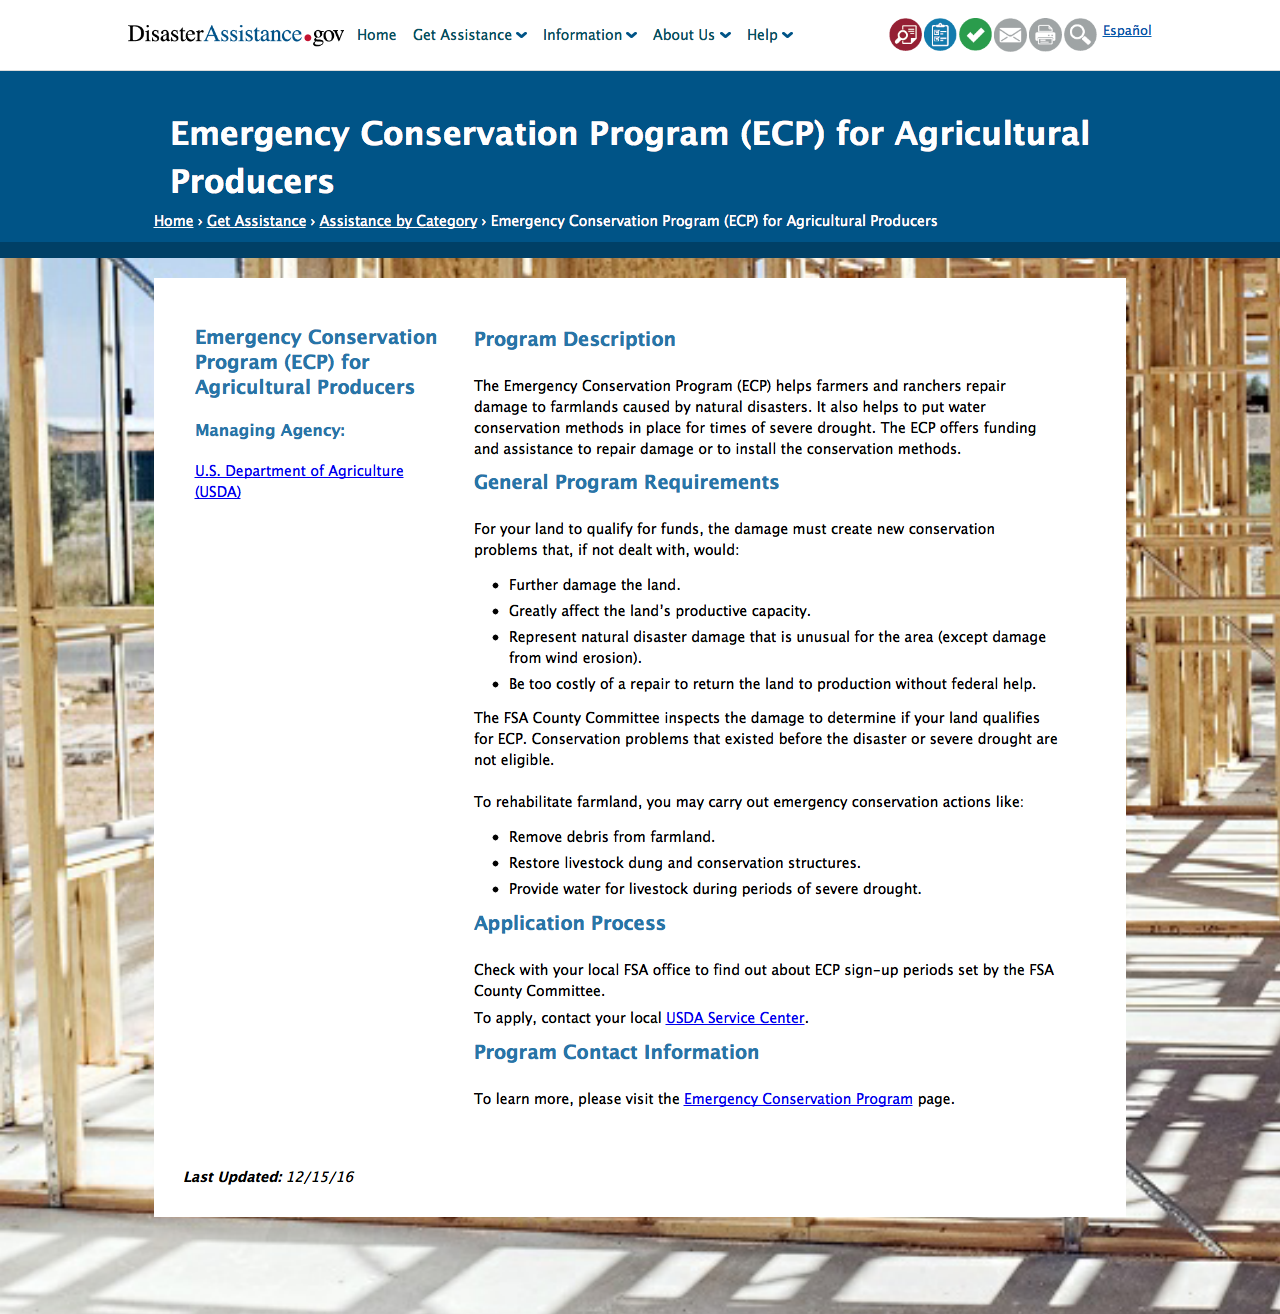 DisasterAssistance.gov Home Get Assistance Information About Us Help Español
Emergency Conservation Program (ECP) for Agricultural
Producers
Home › Get Assistance › Assistance by Category › Emergency Conservation Program (ECP) for Agricultural Producers
Emergency Conservation
Program (ECP) for
Agricultural Producers
Managing Agency:
U.S. Department of Agriculture
(USDA)
Program Description
The Emergency Conservation Program (ECP) helps farmers and ranchers repair
damage to farmlands caused by natural disasters. It also helps to put water
conservation methods in place for times of severe drought. The ECP offers funding
and assistance to repair damage or to install the conservation methods.
General Program Requirements
For your land to qualify for funds, the damage must create new conservation
problems that, if not dealt with, would:
• Further damage the land.
• Greatly affect the land's productive capacity.
• Represent natural disaster damage that is unusual for the area (except damage
from wind erosion).
• Be too costly of a repair to return the land to production without federal help.
The FSA County Committee inspects the damage to determine if your land qualifies
for ECP. Conservation problems that existed before the disaster or severe drought are
not eligible.
To rehabilitate farmland, you may carry out emergency conservation actions like:
• Remove debris from farmland.
• Restore livestock dung and conservation structures.
• Provide water for livestock during periods of severe drought.
Application Process
Check with your local FSA office to find out about ECP sign-up periods set by the FSA
County Committee.
To apply, contact your local USDA Service Center.
Program Contact Information
To learn more, please visit the Emergency Conservation Program page.
Last Updated: 12/15/16